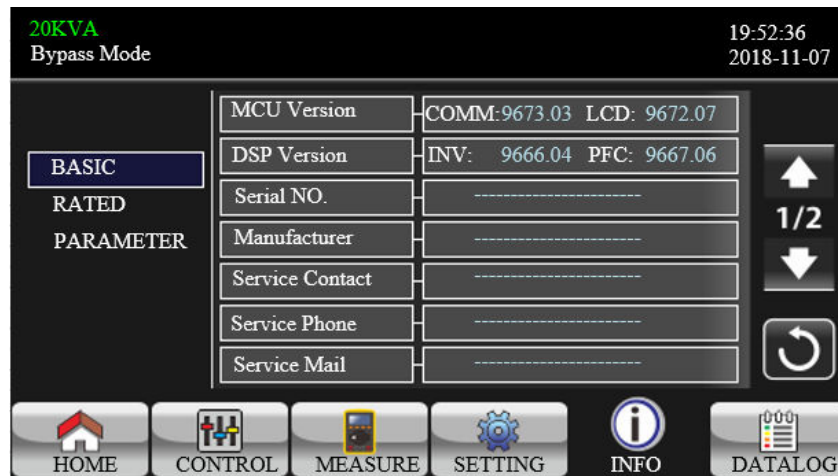 20KVA
Bypass Mode
19:52:36
2018-11-07
BASIC
RATED
PARAMETER
MCU Version COMM:9673.03 LCD: 9672.07
DSP Version INV: 9666.04 PFC: 9667.06
Serial NO. ----------------------
Manufacturer ----------------------
Service Contact ----------------------
Service Phone ----------------------
Service Mail ----------------------
1/2
HOME CONTROL MEASURE SETTING INFO DATALOG